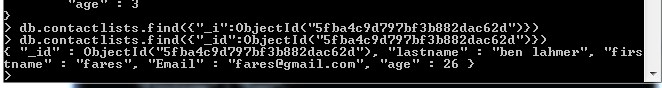 "age" : 3
}
> db.contactlists.find({"_i":ObjectId("5fba4c9d797bf3b882dac62d")})
> db.contactlists.find({"_id":ObjectId("5fba4c9d797bf3b882dac62d")})
{ "_id" : ObjectId("5fba4c9d797bf3b882dac62d"), "lastname" : "ben lahmer", "firs
tname" : "fares", "Email" : "fares@gmail.com", "age" : 26 }
>